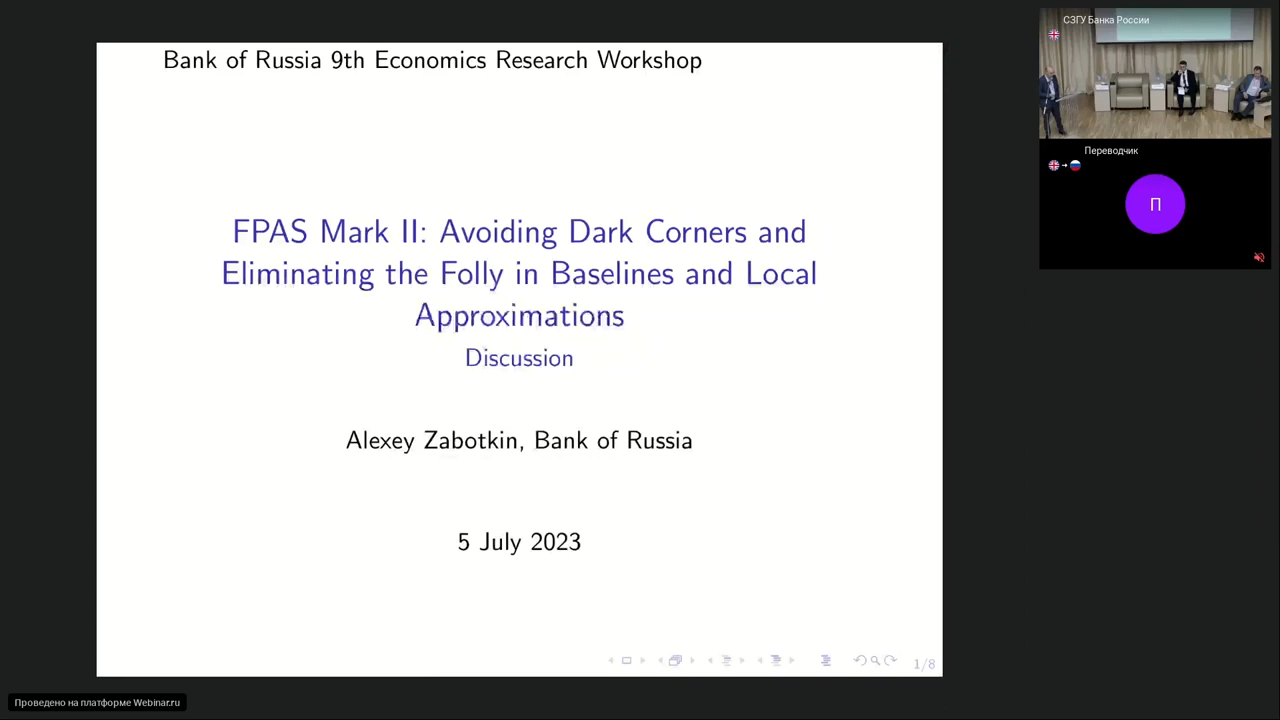 Bank of Russia 9th Economics Research Workshop
FPAS Mark II: Avoiding Dark Corners and
Eliminating the Folly in Baselines and Local
Approximations
Discussion
Alexey Zabotkin, Bank of Russia
5 July 2023
1/8
СЗГУ Банка России
Переводчик
П
Проведено на платформе Webinar.ru